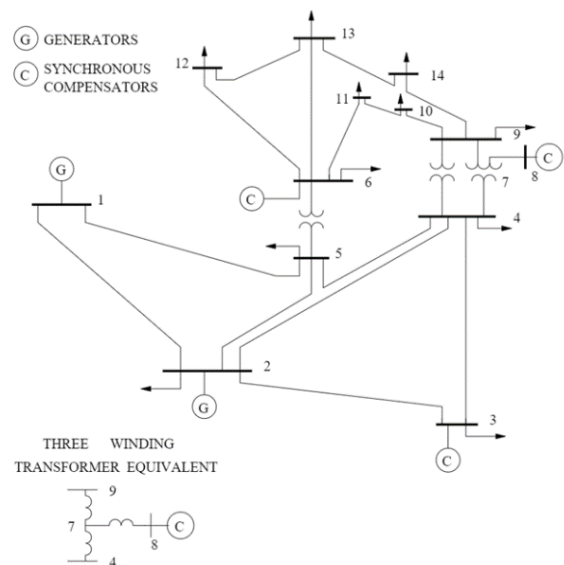 G GENERATORS
C SYNCHRONOUS
COMPENSATORS
13
12
14
11
10
9
C
8
7
G
1
C
6
4
5
2
G
3
C
THREE WINDING
TRANSFORMER EQUIVALENT
9
7
C
8
4